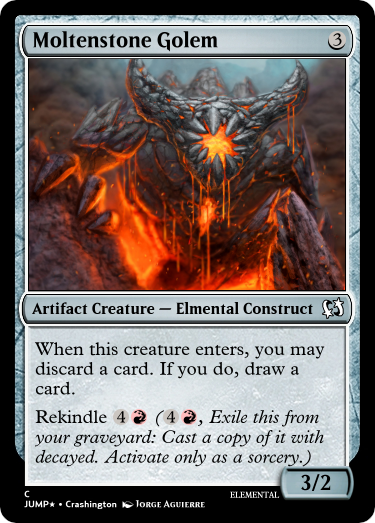 Moltenstone Golem 3
Artifact Creature — Elmental Construct
When this creature enters, you may
discard a card. If you do, draw a
card.
Rekindle 4 (4 , Exile this from
your graveyard: Cast a copy of it with
decayed. Activate only as a sorcery.)
3/2
C ELEMENTAL
JUMP★ • Crashington Jorge Aguierre